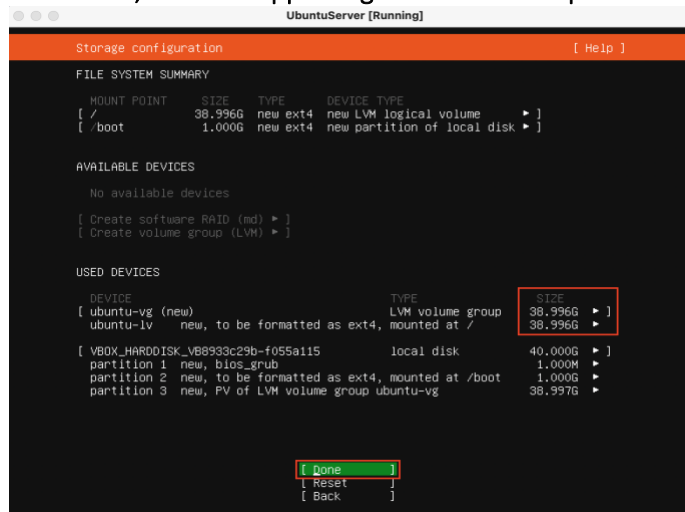 UbuntuServer [Running]
Storage configuration [ Help ]
FILE SYSTEM SUMMARY
MOUNT POINT SIZE TYPE DEVICE TYPE
[ / 38.996G new ext4 new LVM logical volume ▸ ]
[ /boot 1.000G new ext4 new partition of local disk ▸ ]
AVAILABLE DEVICES
No available devices
[ Create software RAID (md) ▸ ]
[ Create volume group (LVM) ▸ ]
USED DEVICES
DEVICE TYPE SIZE
[ ubuntu-vg (new) LVM volume group 38.996G ▸ ]
ubuntu-lv new, to be formatted as ext4, mounted at / 38.996G ▸
[ VBOX_HARDDISK_VB8933c29b-f055a115 local disk 40.000G ▸ ]
partition 1 new, bios_grub 1.000M ▸
partition 2 new, to be formatted as ext4, mounted at /boot 1.000G ▸
partition 3 new, PV of LVM volume group ubuntu-vg 38.997G ▸
[ Done ]
[ Reset ]
[ Back ]